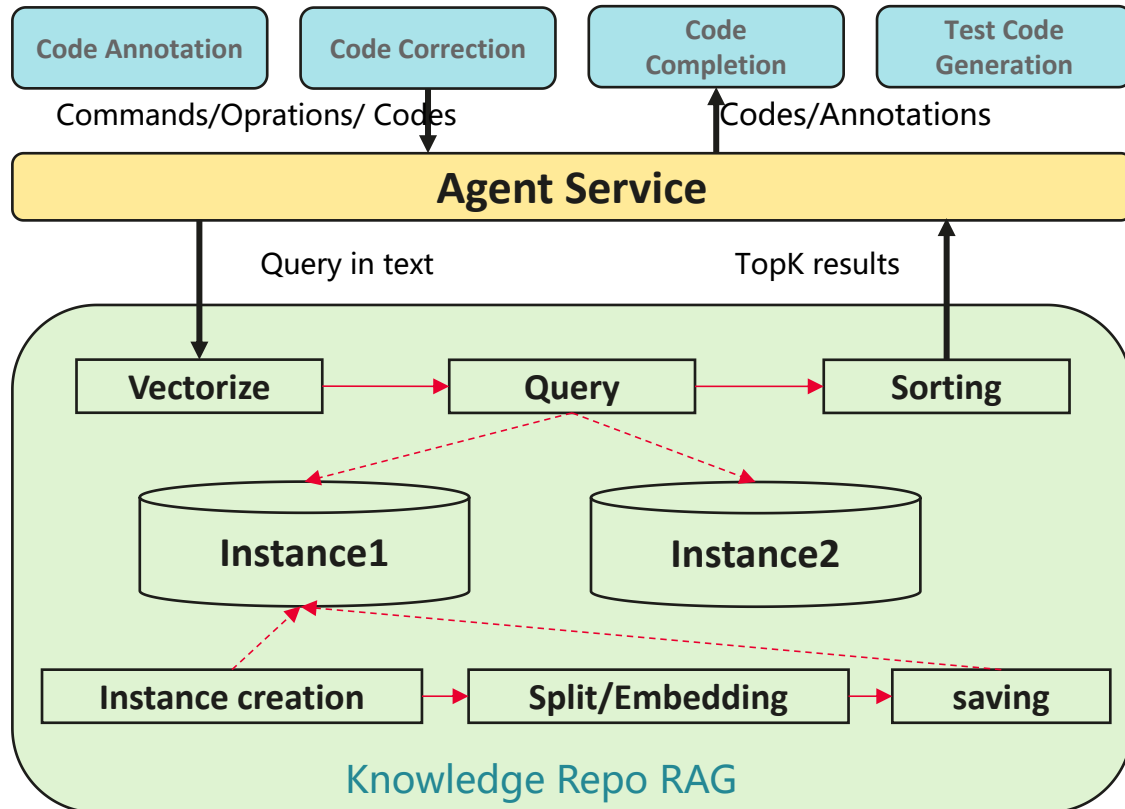 Code Annotation
Code Correction
Code
Completion
Test Code
Generation
Commands/Oprations/ Codes
Codes/Annotations
Agent Service
Query in text
TopK results
Vectorize
Query
Sorting
Instance1
Instance2
Instance creation
Split/Embedding
saving
Knowledge Repo RAG